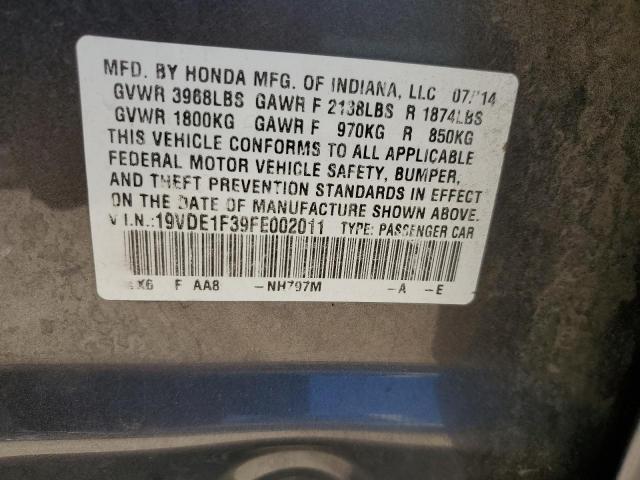 MFD. BY HONDA MFG. OF INDIANA, LLC 07/14
GVWR 3968LBS GAWR F 2138LBS R 1874LBS
GVWR 1800KG GAWR F 970KG R 850KG
THIS VEHICLE CONFORMS TO ALL APPLICABLE
FEDERAL MOTOR VEHICLE SAFETY, BUMPER,
AND THEFT PREVENTION STANDARDS IN EFFECT
ON THE DATE OF MANUFACTURE SHOWN ABOVE.
V.I.N.:19VDE1F39FE002011 TYPE: PASSENGER CAR
F AA8 -NH797M -A -E